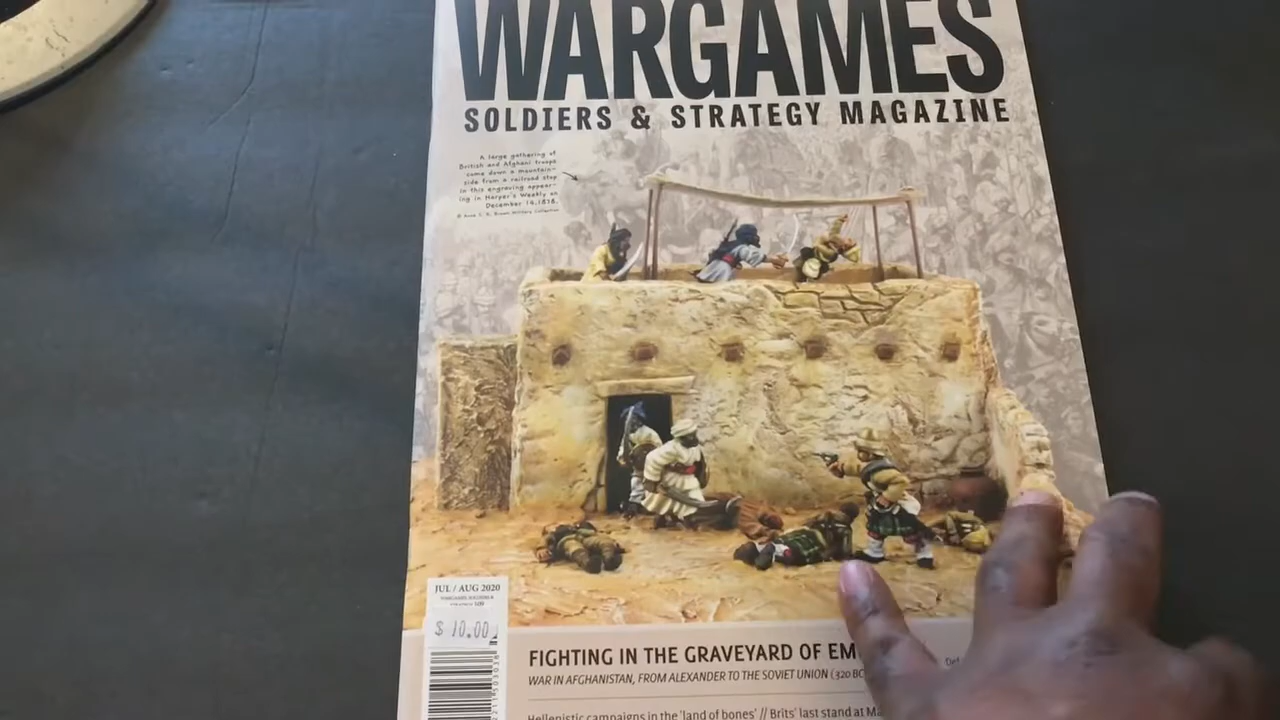 WARGAMES
SOLDIERS & STRATEGY MAGAZINE
A large gathering of
British and Afghani troops
come down a mountain-
side from a railroad stop
in this engraving appear-
ing in Harper's Weekly on
December 14, 1878.
JUL / AUG 2020
$ 10.00
FIGHTING IN THE GRAVEYARD OF EM
WAR IN AFGHANISTAN, FROM ALEXANDER TO THE SOVIET UNION (320 BC
Hellenistic campaigns in the 'land of bones' // Brits' last stand at Ma